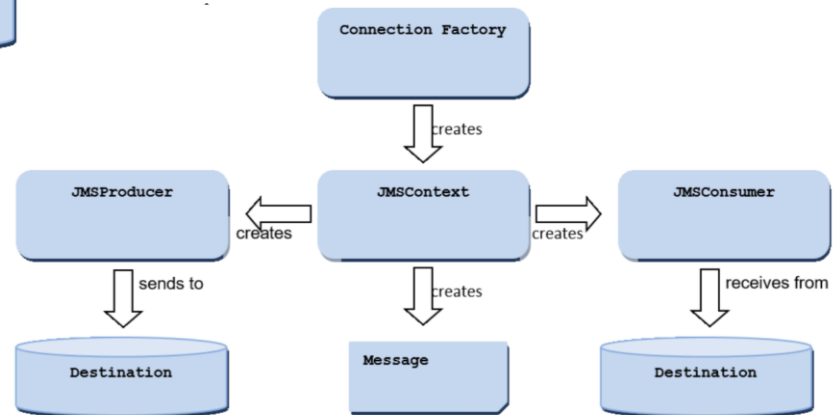 Connection Factory
creates
JMSProducer
JMSContext
JMSConsumer
creates
creates
sends to
creates
receives from
Destination
Message
Destination